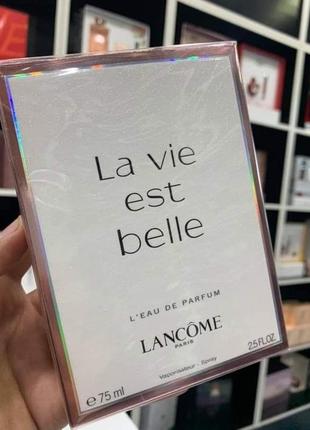 La vie
est
belle
L'EAU DE PARFUM
LANCÔME
PARIS
Vaporisateur - Spray
℮ 75 ml
2.5 FL.OZ